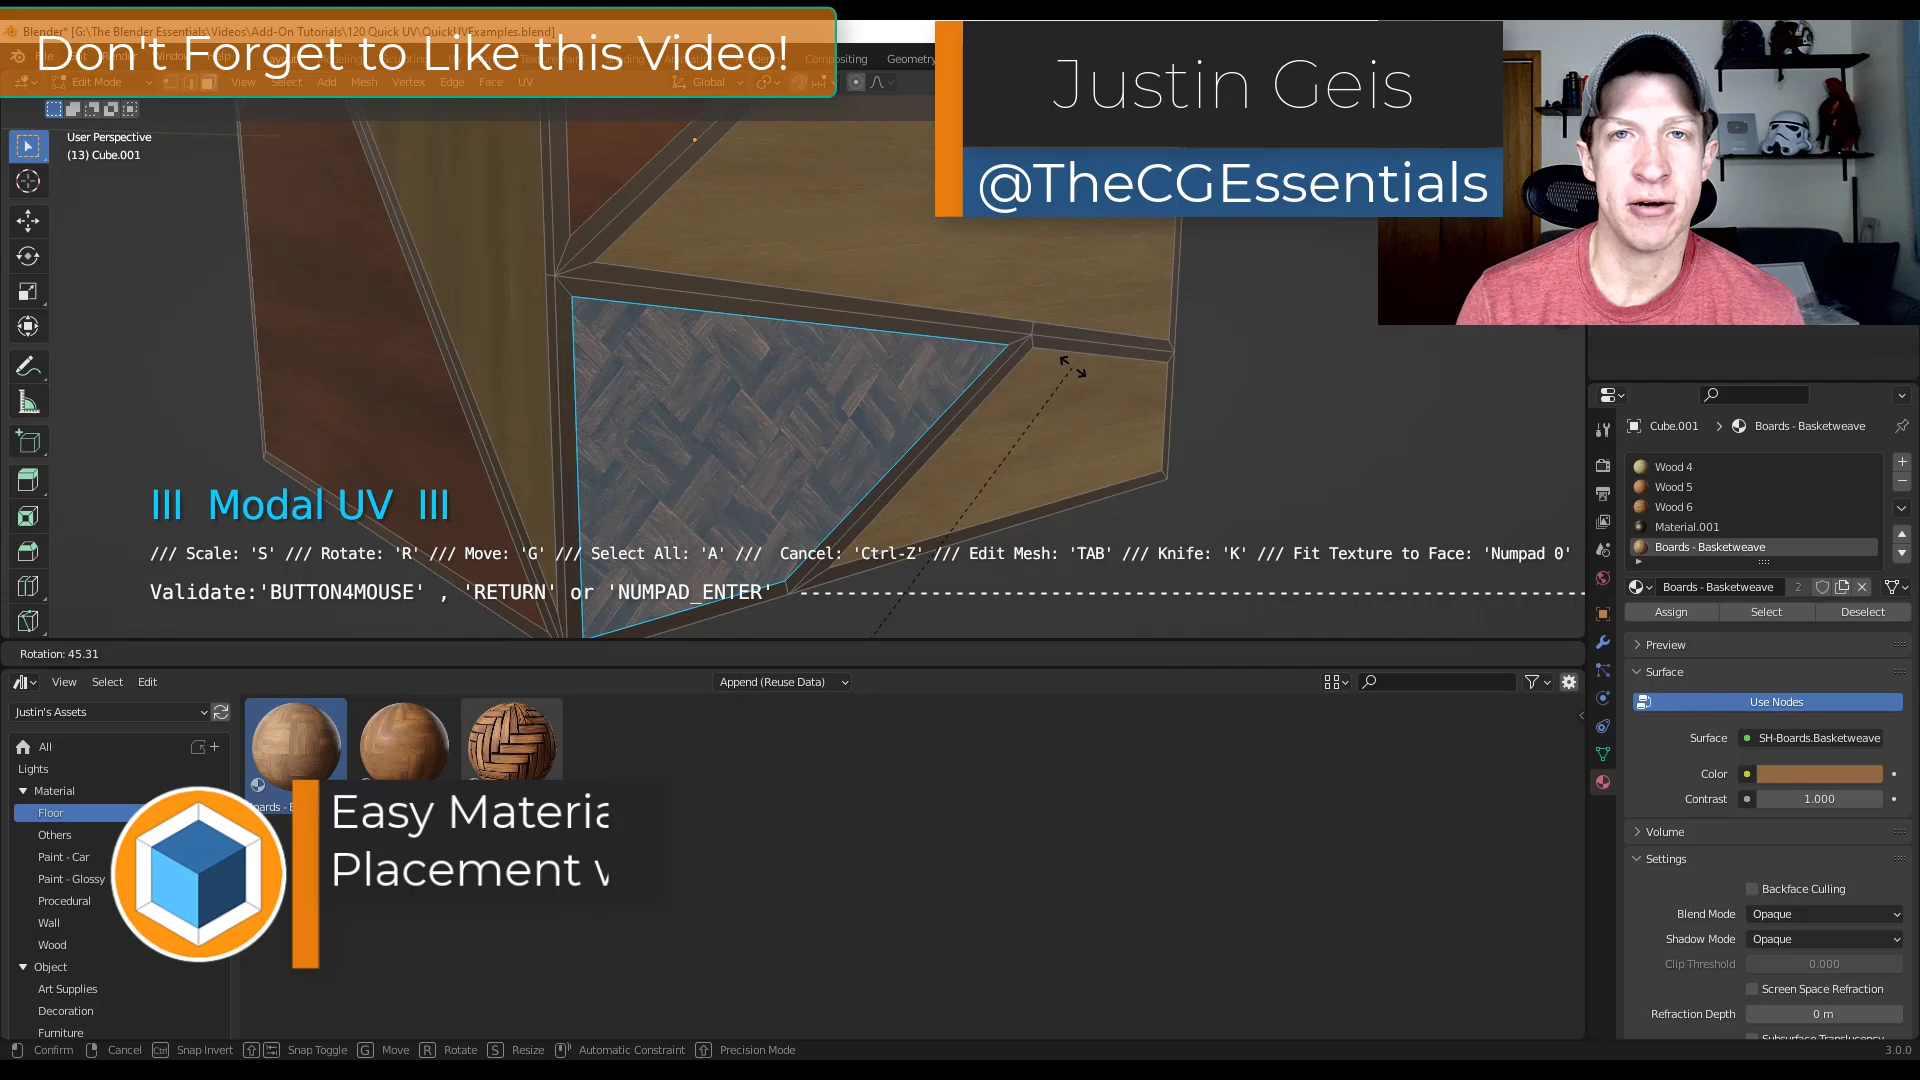 Blender* [G:\The Blender Essentials\Videos\Add-On Tutorials\120 Quick UV\QuickUVExamples.blend]
Don't Forget to Like this Video!
Justin Geis
@TheCGEssentials
Compositing
Geometry
Edit Mode
View
Select
Add
Mesh
Vertex
Edge
Face
UV
Global
User Perspective
(13) Cube.001
III Modal UV III
/// Scale: 'S' /// Rotate: 'R' /// Move: 'G' /// Select All: 'A' /// Cancel: 'Ctrl-Z' /// Edit Mesh: 'TAB' /// Knife: 'K' /// Fit Texture to Face: 'Numpad 0'
Validate:'BUTTON4MOUSE' , 'RETURN' or 'NUMPAD_ENTER' ----------------------------------------------------------------
Rotation: 45.31
View
Select
Edit
Append (Reuse Data)
Justin's Assets
All
Lights
Material
Floor
Others
Paint - Car
Paint - Glossy
Procedural
Wall
Wood
Object
Art Supplies
Decoration
Furniture
Easy Materia
Placement
Cube.001 > Boards - Basketweave
Wood 4
Wood 5
Wood 6
Material.001
Boards - Basketweave
Boards - Basketweave 2
Assign
Select
Deselect
Preview
Surface
Use Nodes
Surface SH-Boards.Basketweave
Color
Contrast 1.000
Volume
Settings
Backface Culling
Blend Mode Opaque
Shadow Mode Opaque
Clip Threshold 0.000
Screen Space Refraction
Refraction Depth 0 m
Subsurface Translucency
Confirm
Cancel
Ctrl Snap Invert
Snap Toggle
G Move
R Rotate
S Resize
Automatic Constraint
Precision Mode
3.0.0